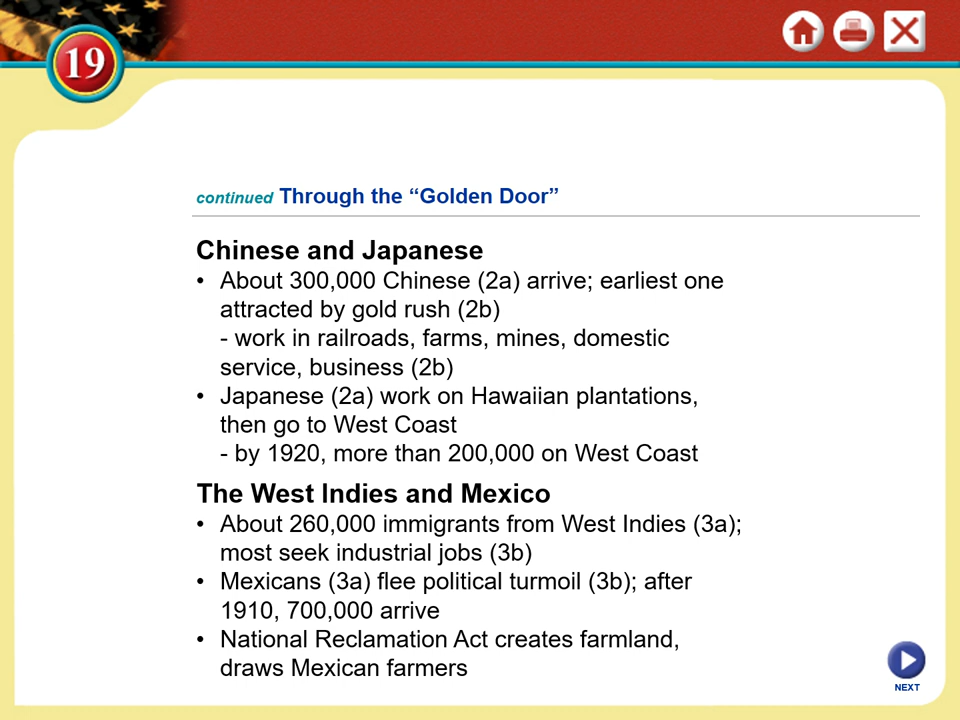 19
continued Through the “Golden Door”
Chinese and Japanese
• About 300,000 Chinese (2a) arrive; earliest one
attracted by gold rush (2b)
- work in railroads, farms, mines, domestic
service, business (2b)
• Japanese (2a) work on Hawaiian plantations,
then go to West Coast
- by 1920, more than 200,000 on West Coast
The West Indies and Mexico
• About 260,000 immigrants from West Indies (3a);
most seek industrial jobs (3b)
• Mexicans (3a) flee political turmoil (3b); after
1910, 700,000 arrive
• National Reclamation Act creates farmland,
draws Mexican farmers
NEXT